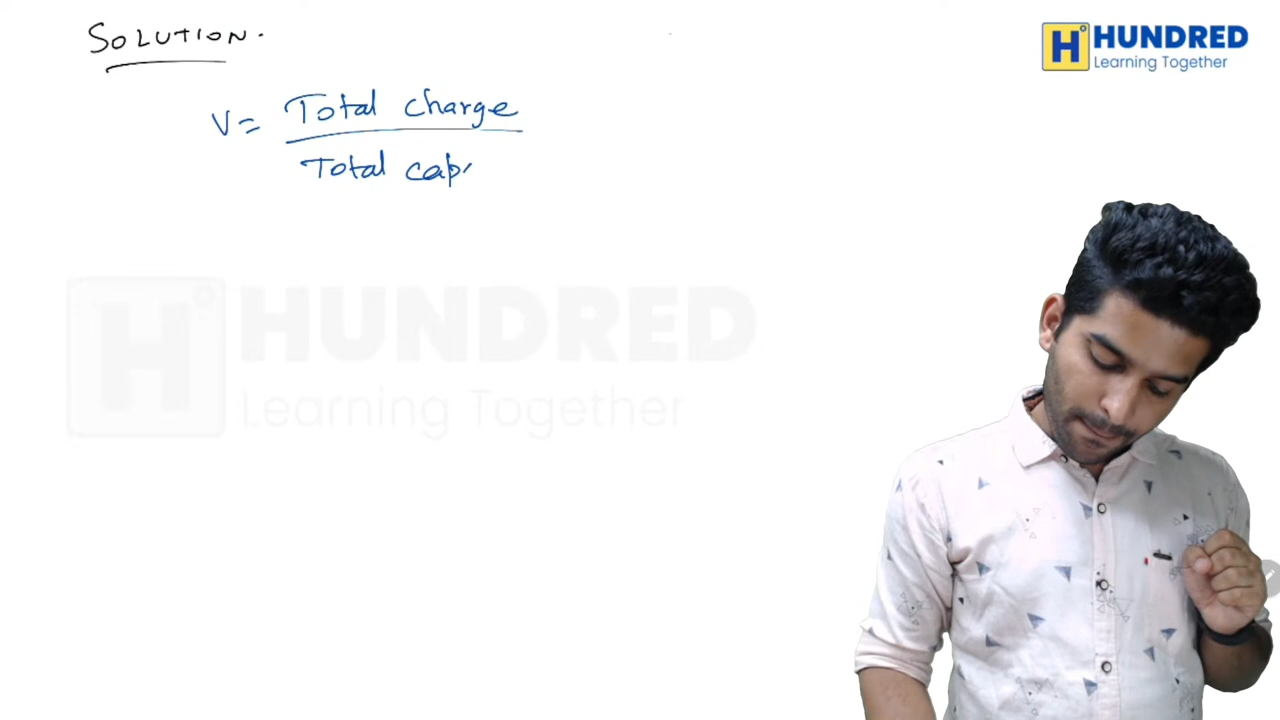 SOLUTION.
H HUNDRED
Learning Together
V = Total charge
Total cap
H HUNDRED
Learning Together